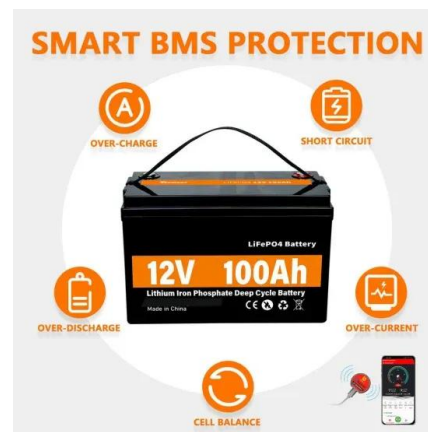 SMART BMS PROTECTION
A
OVER-CHARGE
SHORT CIRCUIT
LiFePO4 Battery
12V 100Ah
Lithium Iron Phosphate Deep Cycle Battery
Made in China
CE
OVER-DISCHARGE
OVER-CURRENT
CELL BALANCE